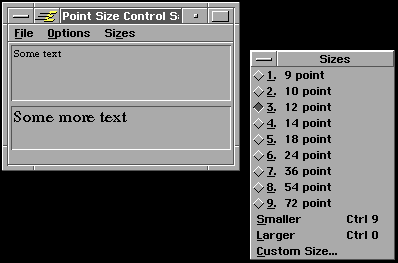 Point Size Control S
File Options Sizes
Some text
Some more text
Sizes
1. 9 point
2. 10 point
3. 12 point
4. 14 point
5. 18 point
6. 24 point
7. 36 point
8. 54 point
9. 72 point
Smaller Ctrl 9
Larger Ctrl 0
Custom Size...